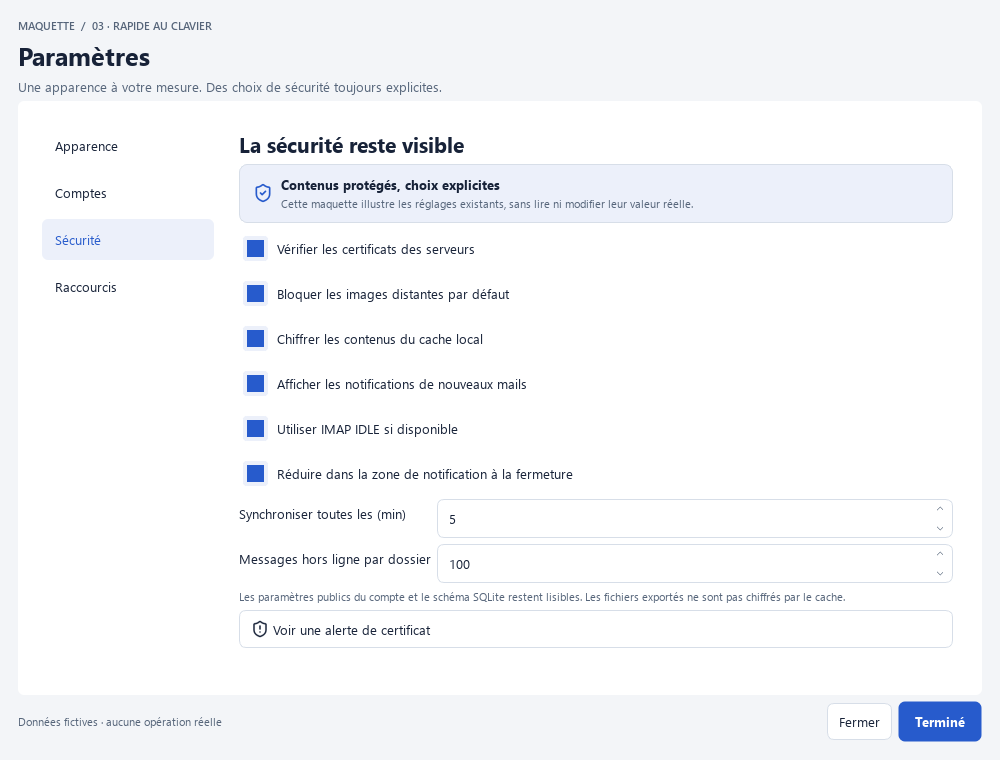 MAQUETTE / 03 · RAPIDE AU CLAVIER
Paramètres
Une apparence à votre mesure. Des choix de sécurité toujours explicites.
Apparence
Comptes
Sécurité
Raccourcis
La sécurité reste visible
Contenus protégés, choix explicites
Cette maquette illustre les réglages existants, sans lire ni modifier leur valeur réelle.
Vérifier les certificats des serveurs
Bloquer les images distantes par défaut
Chiffrer les contenus du cache local
Afficher les notifications de nouveaux mails
Utiliser IMAP IDLE si disponible
Réduire dans la zone de notification à la fermeture
Synchroniser toutes les (min) 5
Messages hors ligne par dossier 100
Les paramètres publics du compte et le schéma SQLite restent lisibles. Les fichiers exportés ne sont pas chiffrés par le cache.
Voir une alerte de certificat
Données fictives · aucune opération réelle
Fermer
Terminé